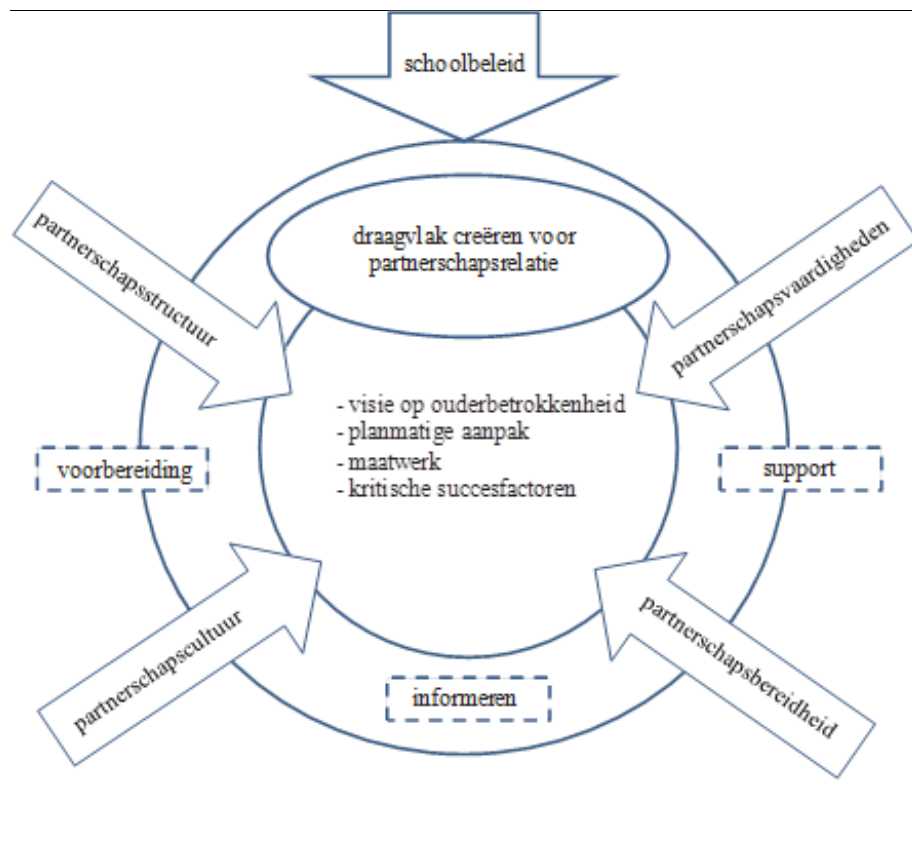 schoolbeleid
partnerschapsstructuur
partnerschapsvaardigheden
draagvlak creëren voor
partnerschapsrelatie
- visie op ouderbetrokkenheid
- planmatige aanpak
- maatwerk
- kritische succesfactoren
voorbereiding
support
partnerschapscultuur
partnerschapsbereidheid
informeren